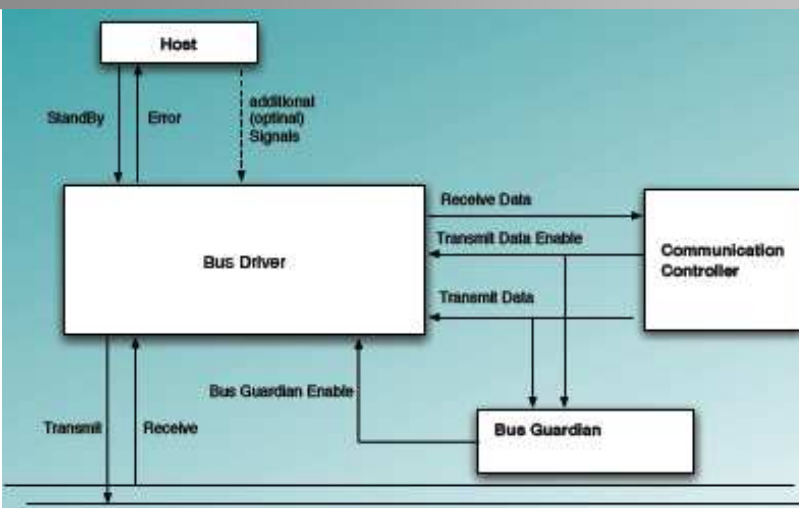 Host
StandBy
Error
additional
(optinal)
Signals
Receive Data
Transmit Data Enable
Communication
Controller
Bus Driver
Transmit Data
Bus Guardian Enable
Transmit
Receive
Bus Guardian